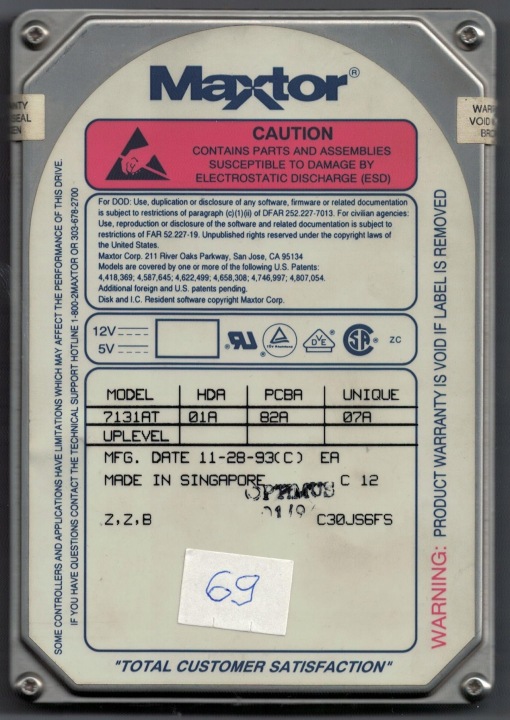 Maxtor®
NTY
SEAL
EN
WARR
VOID
BRO
CAUTION
CONTAINS PARTS AND ASSEMBLIES
SUSCEPTIBLE TO DAMAGE BY
ELECTROSTATIC DISCHARGE (ESD)
For DOD: Use, duplication or disclosure of any software, firmware or related documentation
is subject to restrictions of paragraph (c)(1)(ii) of DFAR 252.227-7013. For civilian agencies:
Use, reproduction or disclosure of the software and related documentation is subject to
restrictions of FAR 52.227-19. Unpublished rights reserved under the copyright laws of
the United States.
Maxtor Corp. 211 River Oaks Parkway, San Jose, CA 95134
Models are covered by one or more of the following U.S. Patents:
4,418,369; 4,587,645; 4,622,499; 4,658,308; 4,746,997; 4,807,054.
Additional foreign and U.S. patents pending.
Disk and I.C. Resident software copyright Maxtor Corp.
12V
5V
VDE
SA
ZC
MODEL HDA PCBA UNIQUE
7131AT 01A 82A 07A
UPLEVEL
MFG. DATE 11-28-93(C) EA
MADE IN SINGAPORE C 12
Z,Z,B C30JS6FS
69
"TOTAL CUSTOMER SATISFACTION"
SOME CONTROLLERS AND APPLICATIONS HAVE LIMITATIONS WHICH MAY AFFECT THE PERFORMANCE OF THIS DRIVE.
IF YOU HAVE QUESTIONS CONTACT THE TECHNICAL SUPPORT HOTLINE 1-800-2MAXTOR OR 303-678-2700
WARNING: PRODUCT WARRANTY IS VOID IF LABEL IS REMOVED